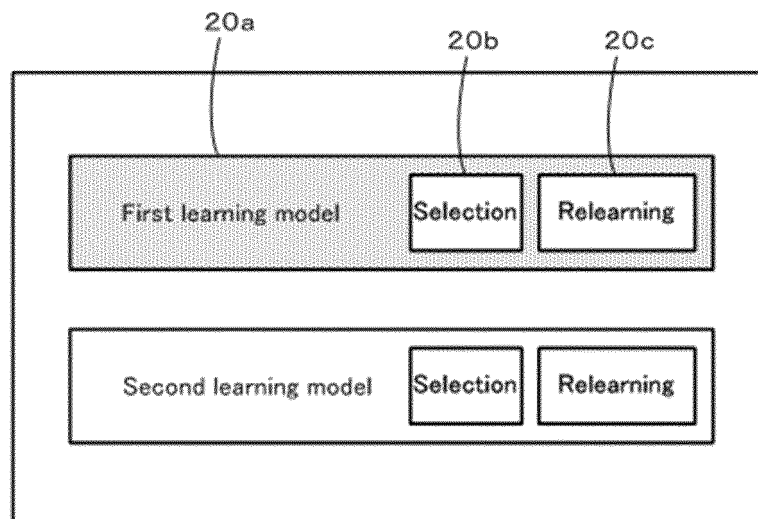 20a
20b
20c
First learning model
Selection
Relearning
Second learning model
Selection
Relearning